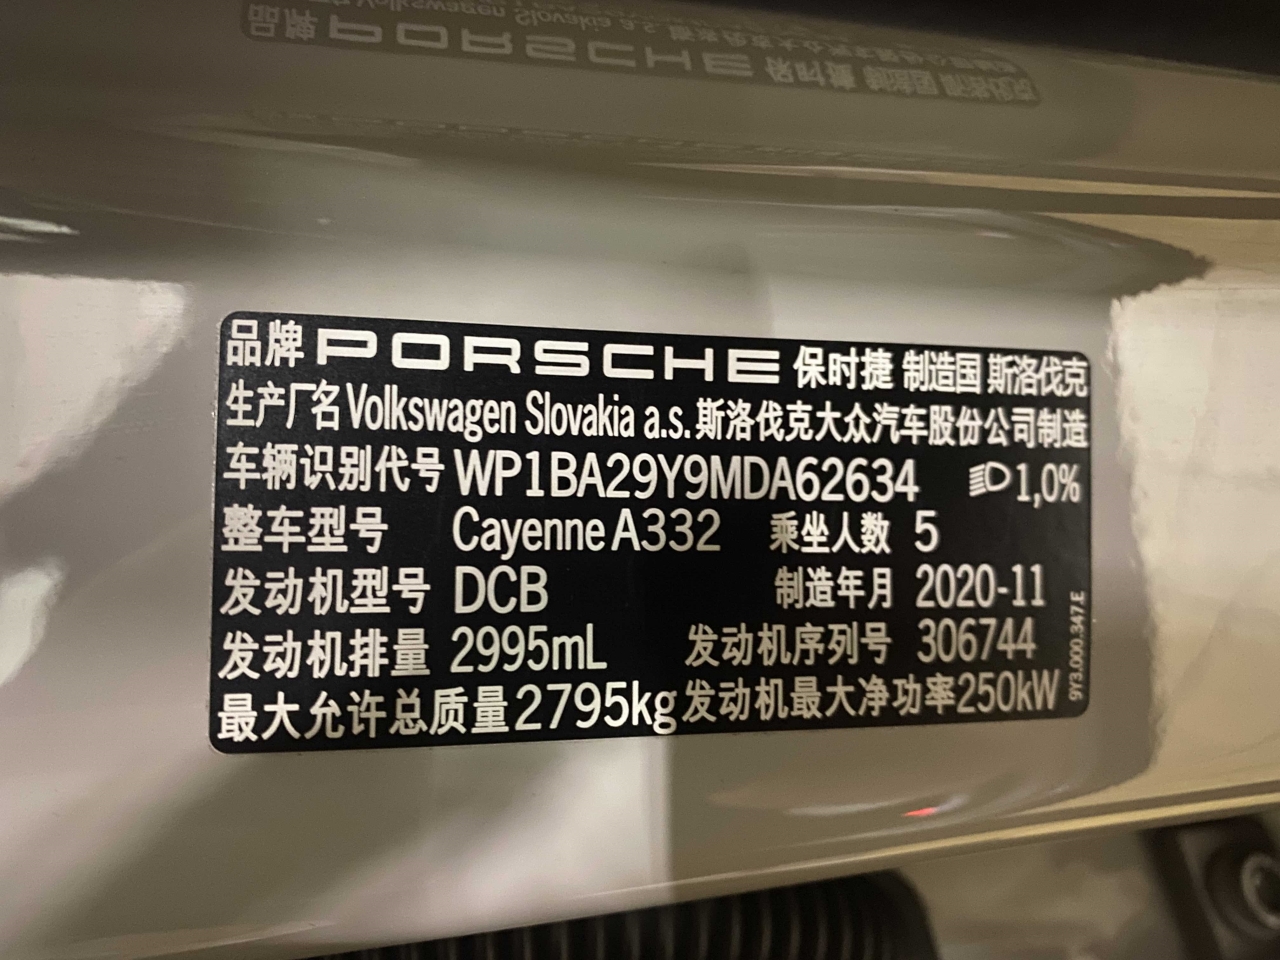 品牌 PORSCHE 保时捷 制造国 斯洛伐克
生产厂名 Volkswagen Slovakia a.s. 斯洛伐克大众汽车股份公司制造
车辆识别代号 WP1BA29Y9MDA62634 1,0%
整车型号 Cayenne A332 乘坐人数 5
发动机型号 DCB 制造年月 2020-11
发动机排量 2995mL 发动机序列号 306744
最大允许总质量 2795kg 发动机最大净功率 250kW
9Y3.000.347.E